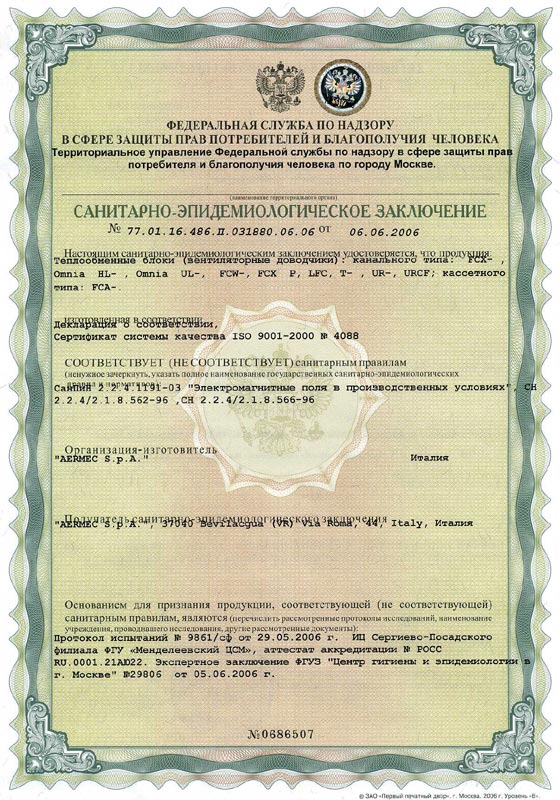 ФЕДЕРАЛЬНАЯ СЛУЖБА ПО НАДЗОРУ
В СФЕРЕ ЗАЩИТЫ ПРАВ ПОТРЕБИТЕЛЕЙ И БЛАГОПОЛУЧИЯ ЧЕЛОВЕКА
Территориальное управление Федеральной службы по надзору в сфере защиты прав
потребителя и благополучия человека по городу Москве.
(наименование территориального органа)
САНИТАРНО-ЭПИДЕМИОЛОГИЧЕСКОЕ ЗАКЛЮЧЕНИЕ
№ 77.01.16.486.П.031880.06.06 от 06.06.2006
Настоящим санитарно-эпидемиологическим заключением удостоверяется, что продукция:
Теплообменные блоки (вентиляторные доводчики): канального типа: FCX- ,
Omnia HL- , Omnia UL-, FCW-, FCX P, LFC, T- , UR-, URCF; кассетного
типа: FCA-.
изготовленная в соответствии
Декларация о соответствии,
Сертификат системы качества ISO 9001-2000 № 4088
СООТВЕТСТВУЕТ (НЕ СООТВЕТСТВУЕТ) санитарным правилам
(ненужное зачеркнуть, указать полное наименование государственных санитарно-эпидемиологических
правил и нормативов)
СанПиН 2.2.4.1191-03 "Электромагнитые поля в производственных условиях", СН
2.2.4/2.1.8.562-96 ,СН 2.2.4/2.1.8.566-96
Организация-изготовитель
"AERMEC S.p.A." Италия
Получатель санитарно-эпидемиологического заключения
"AERMEC S.p.A." , 37040 Bevilacgua (VR) Via Roma, 44, Italy, Италия
Основанием для признания продукции, соответствующей (не соответствующей)
санитарным правилам, являются (перечислить рассмотренные протоколы исследований, наименование
учреждения, проводившего исследования, другие рассмотренные документы):
Протокол испытаний № 9861/сф от 29.05.2006 г. ИЦ Сергиево-Посадского
филиала ФГУ «Менделеевский ЦСМ», аттестат аккредитации № РОСС
RU.0001.21АЮ22. Экспертное заключение ФГУЗ "Центр гигиены и эпидемиологии в
г. Москве" №29806 от 05.06.2006 г.
№0686507
© ЗАО «Первый печатный двор», г. Москва, 2006 г. Уровень «В».